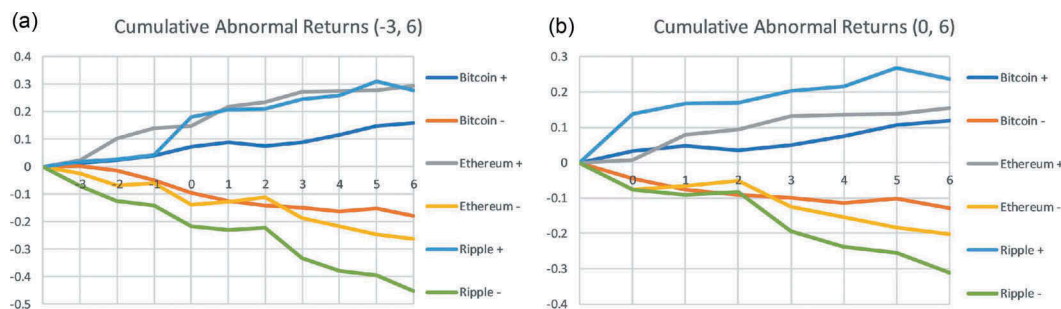 (a)
Cumulative Abnormal Returns (-3, 6)
0.4
0.3
0.2
0.1
0
-0.1
-0.2
-0.3
-0.4
-0.5
-3 -2 -1 0 1 2 3 4 5 6
Bitcoin +
Bitcoin -
Ethereum +
Ethereum -
Ripple +
Ripple -
(b)
Cumulative Abnormal Returns (0, 6)
0.3
0.2
0.1
0
-0.1
-0.2
-0.3
-0.4
0 1 2 3 4 5 6
Bitcoin +
Bitcoin -
Ethereum +
Ethereum -
Ripple +
Ripple -